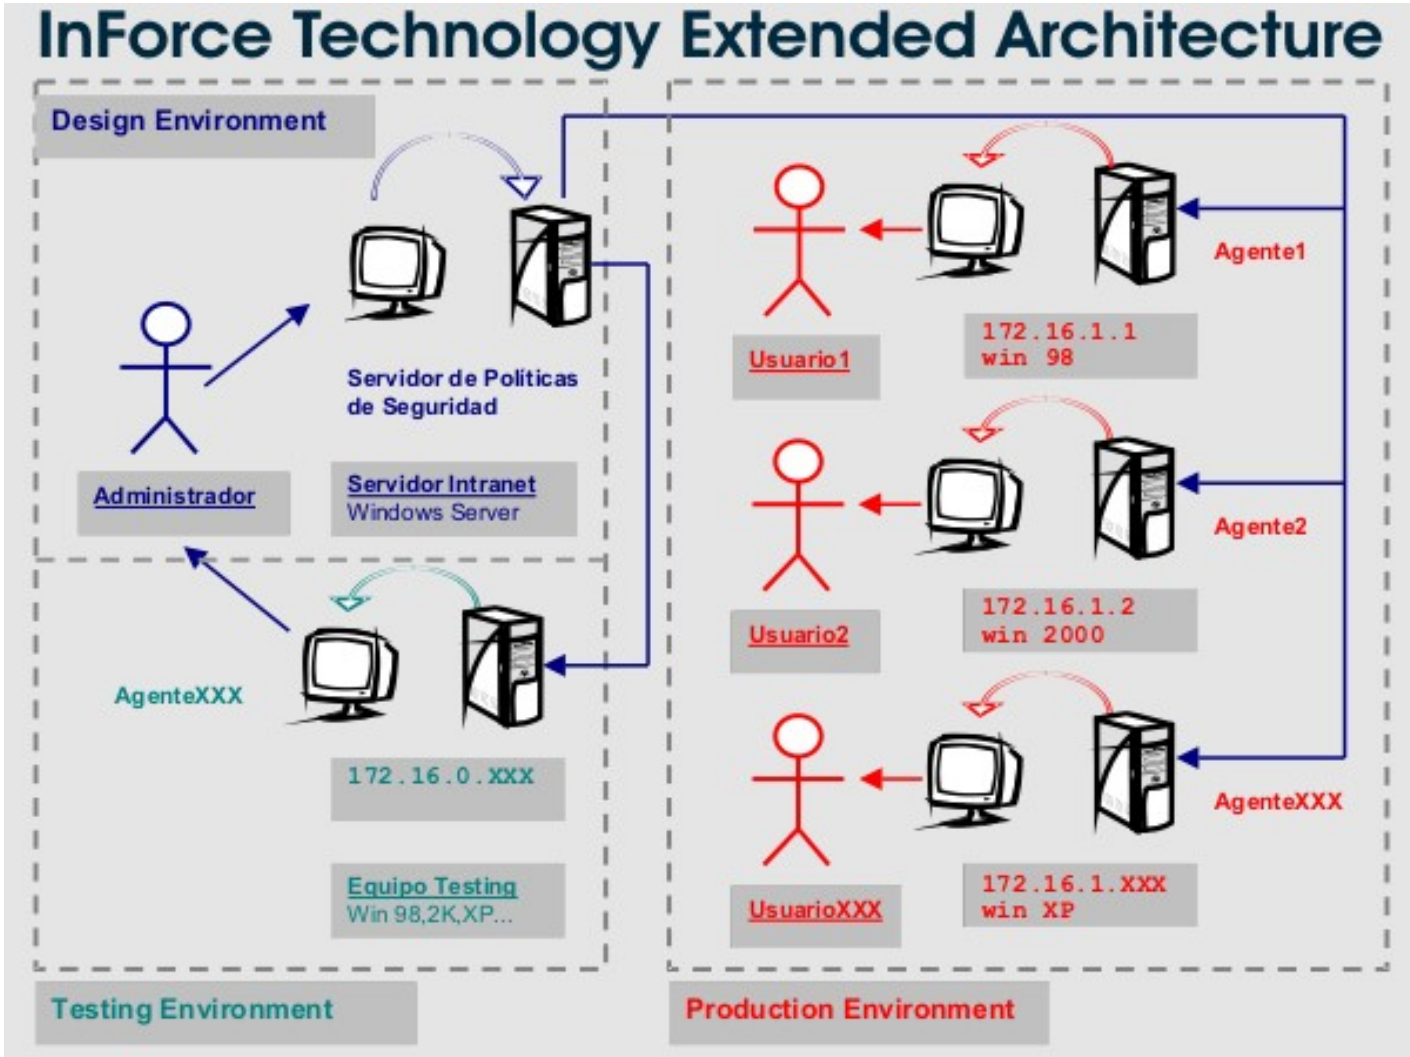 InForce Technology Extended Architecture
Design Environment
Servidor de Políticas
de Seguridad
Administrador
Servidor Intranet
Windows Server
AgenteXXX
172.16.0.XXX
Equipo Testing
Win 98,2K,XP...
Testing Environment
Agente1
Usuario1
172.16.1.1
win 98
Agente2
Usuario2
172.16.1.2
win 2000
AgenteXXX
UsuarioXXX
172.16.1.XXX
win XP
Production Environment